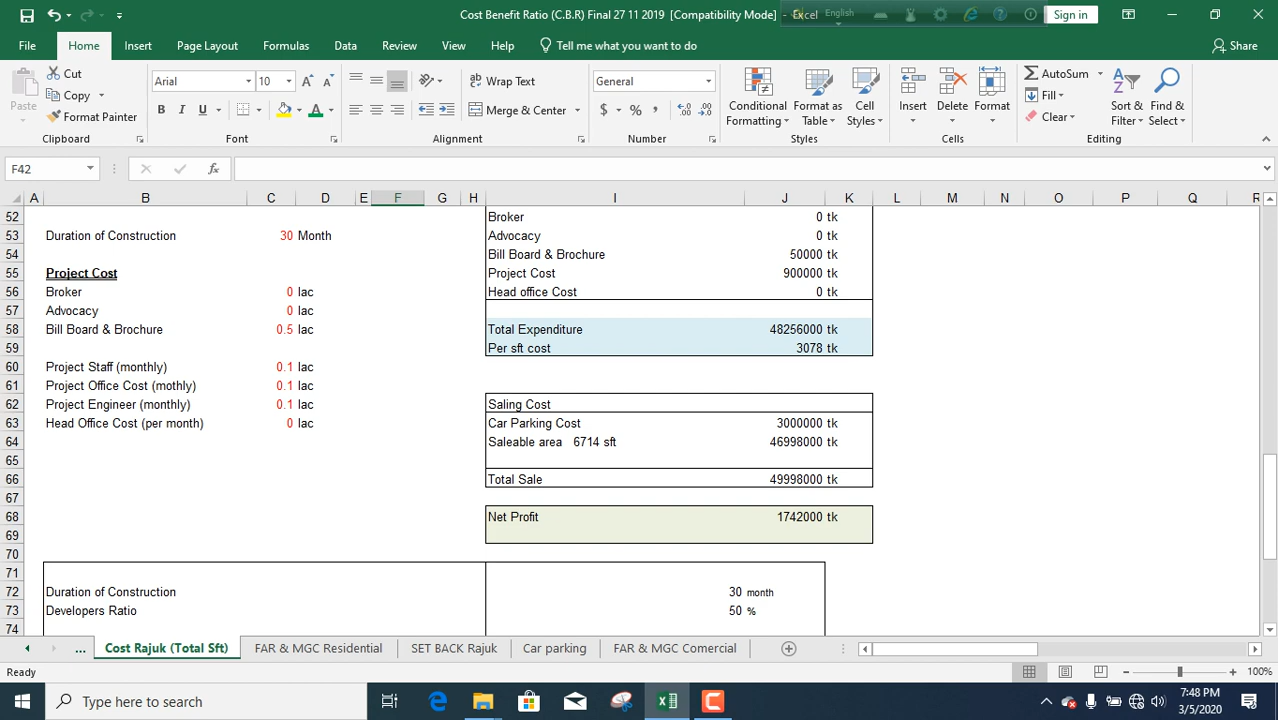 Cost Benefit Ratio (C.B.R) Final 27 11 2019 [Compatibility Mode] - Excel English Sign in
File Home Insert Page Layout Formulas Data Review View Help Tell me what you want to do Share
Paste Cut Copy Format Painter Clipboard
Arial 10 A A B I U A Font
ab Wrap Text Merge & Center Alignment
General $ % , .00 Number
Conditional Formatting Format as Table Cell Styles Styles
Insert Delete Format Cells
AutoSum Fill Clear Sort & Filter Find & Select Editing
F42 fx
A B C D E F G H I J K L M N O P Q R
52 Broker 0 tk
53 Duration of Construction 30 Month Advocacy 0 tk
54 Bill Board & Brochure 50000 tk
55 Project Cost Project Cost 900000 tk
56 Broker 0 lac Head office Cost 0 tk
57 Advocacy 0 lac
58 Bill Board & Brochure 0.5 lac Total Expenditure 48256000 tk
59 Per sft cost 3078 tk
60 Project Staff (monthly) 0.1 lac
61 Project Office Cost (mothly) 0.1 lac
62 Project Engineer (monthly) 0.1 lac Saling Cost
63 Head Office Cost (per month) 0 lac Car Parking Cost 3000000 tk
64 Saleable area 6714 sft 46998000 tk
65
66 Total Sale 49998000 tk
67
68 Net Profit 1742000 tk
69
70
71
72 Duration of Construction 30 month
73 Developers Ratio 50 %
74
... Cost Rajuk (Total Sft) FAR & MGC Residential SET BACK Rajuk Car parking FAR & MGC Comercial
Ready 100%
Type here to search 7:48 PM
3/5/2020